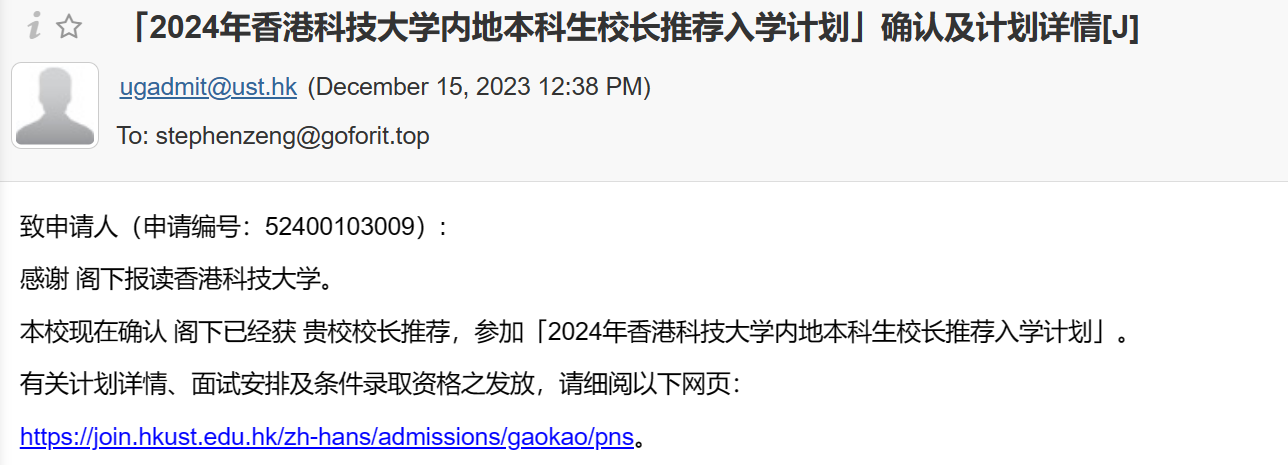 「2024年香港科技大学内地本科生校长推荐入学计划」确认及计划详情[J]
ugadmit@ust.hk (December 15, 2023 12:38 PM)
To: stephenzeng@goforit.top
致申请人（申请编号：52400103009）:
感谢 阁下报读香港科技大学。
本校现在确认 阁下已经获 贵校校长推荐，参加「2024年香港科技大学内地本科生校长推荐入学计划」。
有关计划详情、面试安排及条件录取资格之发放，请细阅以下网页：
https://join.hkust.edu.hk/zh-hans/admissions/gaokao/pns。